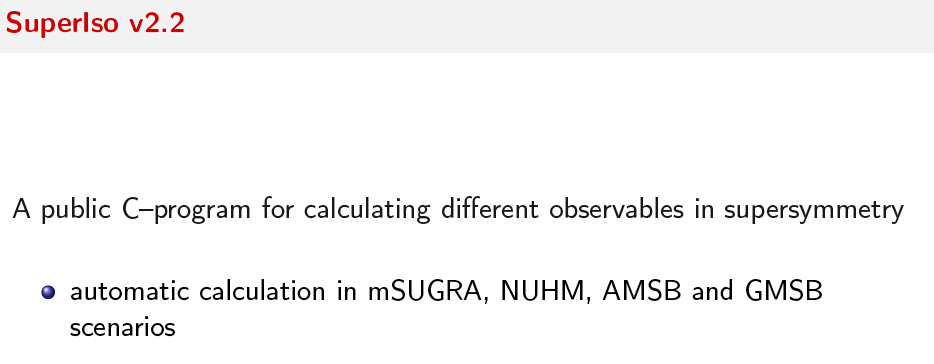 SuperIso v2.2
A public C–program for calculating different observables in supersymmetry
automatic calculation in mSUGRA, NUHM, AMSB and GMSB
scenarios